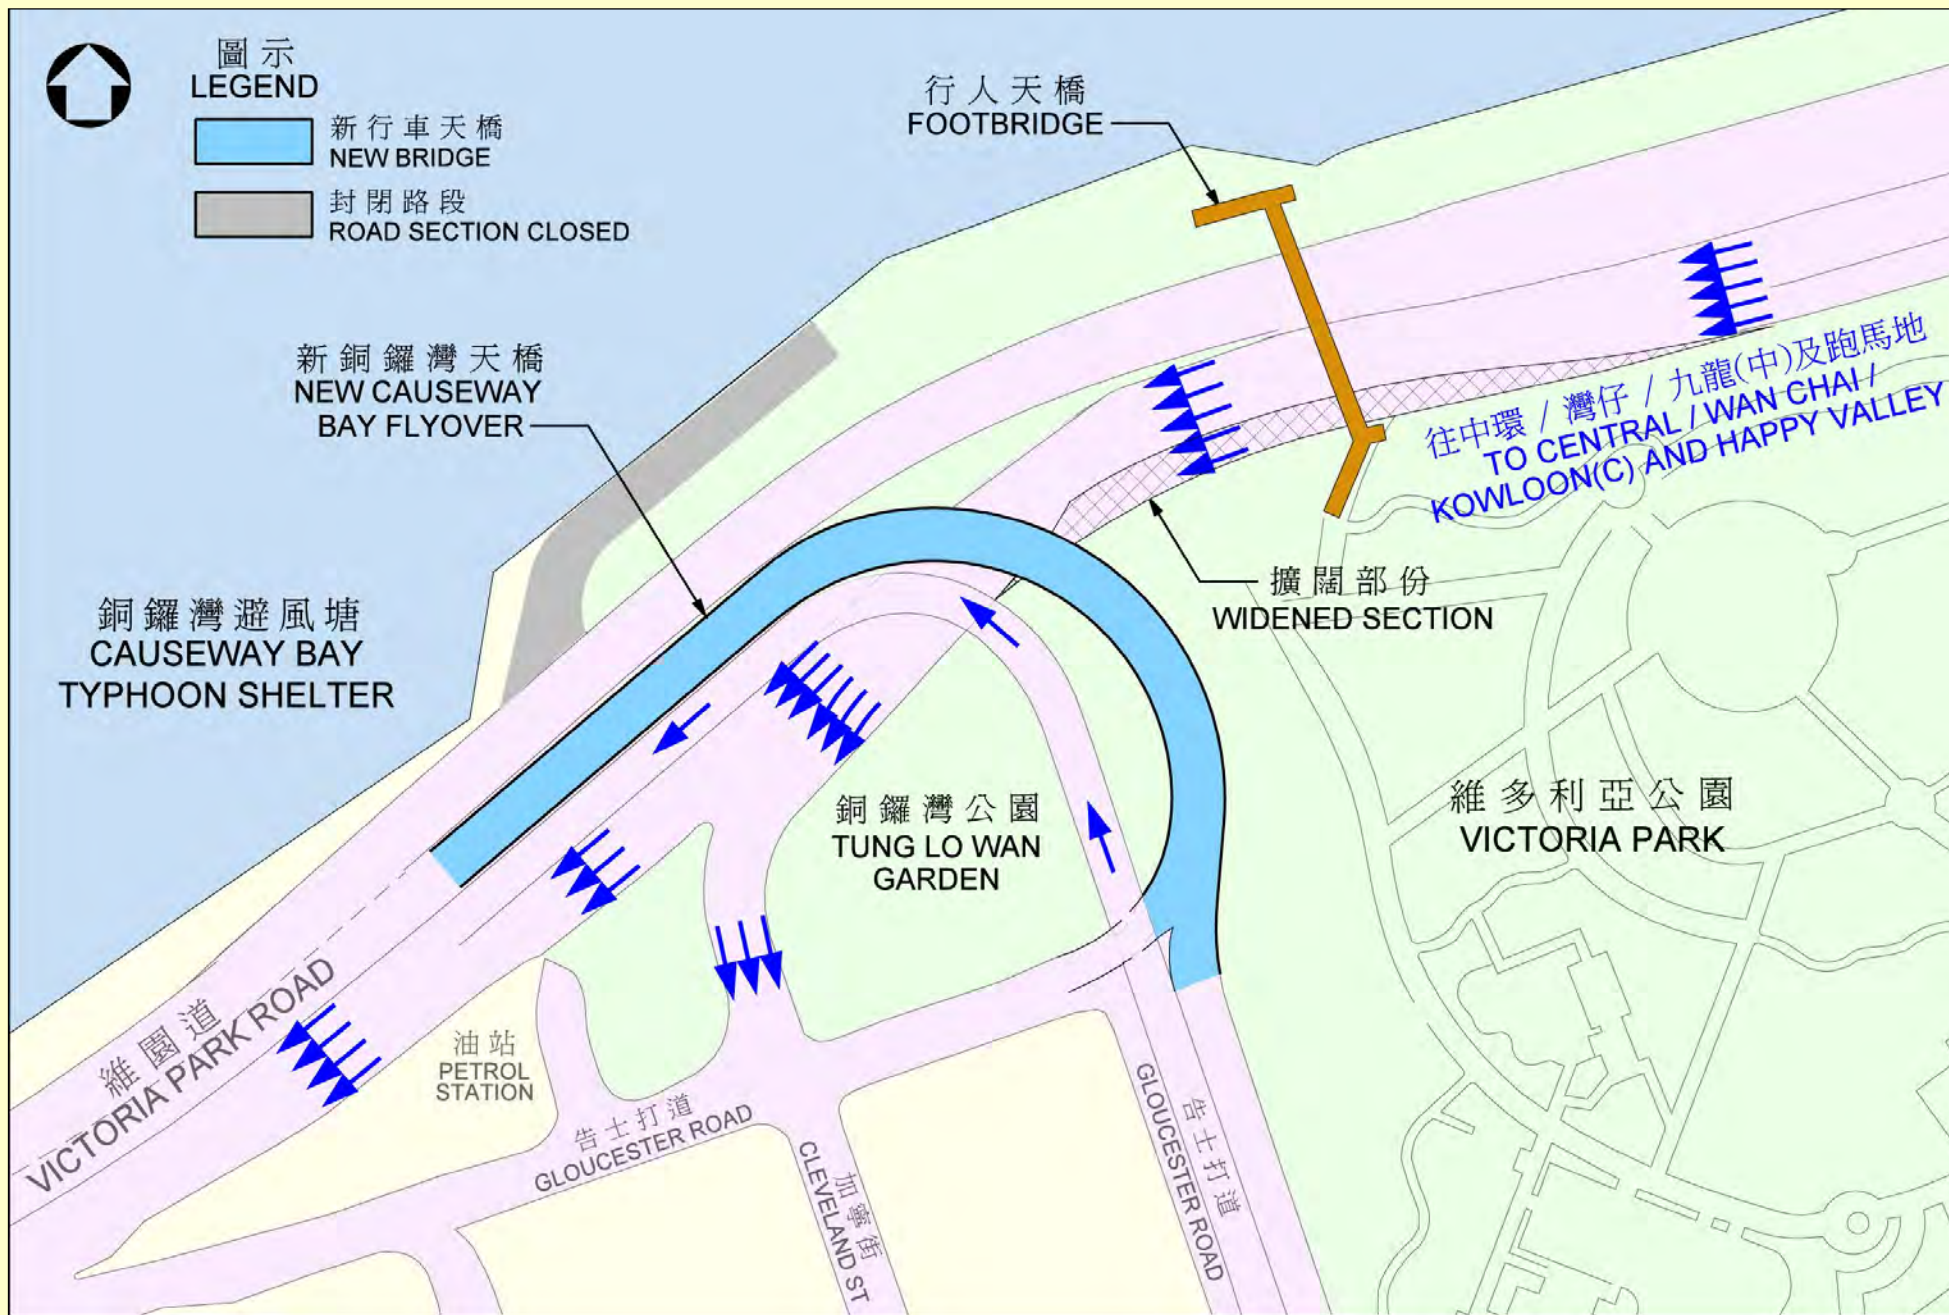 圖示
LEGEND
新行車天橋
NEW BRIDGE
封閉路段
ROAD SECTION CLOSED
行人天橋
FOOTBRIDGE
新銅鑼灣天橋
NEW CAUSEWAY
BAY FLYOVER
往中環 / 灣仔 / 九龍(中)及跑馬地
TO CENTRAL / WAN CHAI /
KOWLOON(C) AND HAPPY VALLEY
擴闊部份
WIDENED SECTION
銅鑼灣避風塘
CAUSEWAY BAY
TYPHOON SHELTER
銅鑼灣公園
TUNG LO WAN
GARDEN
維多利亞公園
VICTORIA PARK
維園道
VICTORIA PARK ROAD
油站
PETROL
STATION
告士打道
GLOUCESTER ROAD
加寧街
CLEVELAND ST
告士打道
GLOUCESTER ROAD